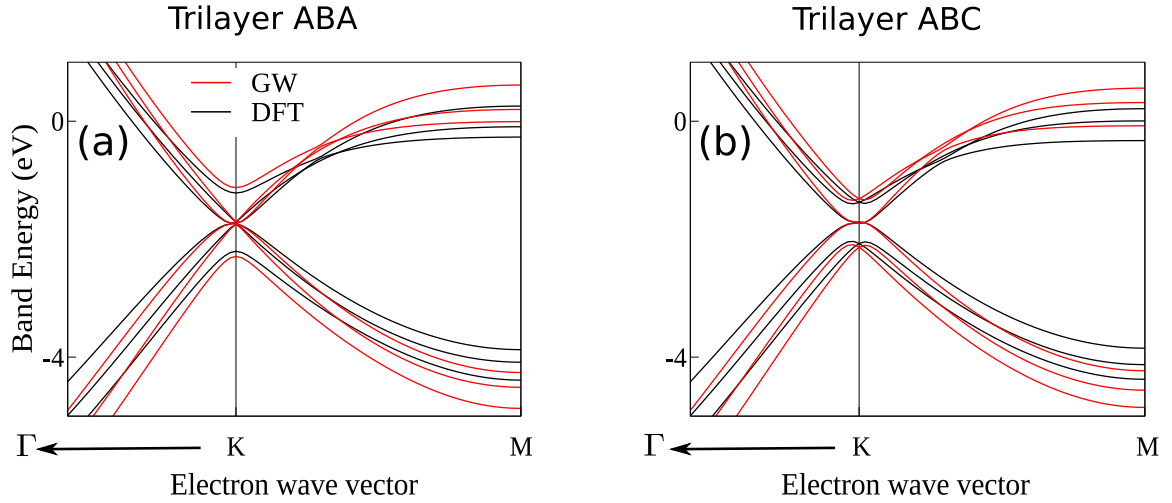 Trilayer ABA
Trilayer ABC
GW
DFT
(a)
(b)
Band Energy (eV)
0
-4
0
-4
Γ
K
M
Γ
K
M
Electron wave vector
Electron wave vector